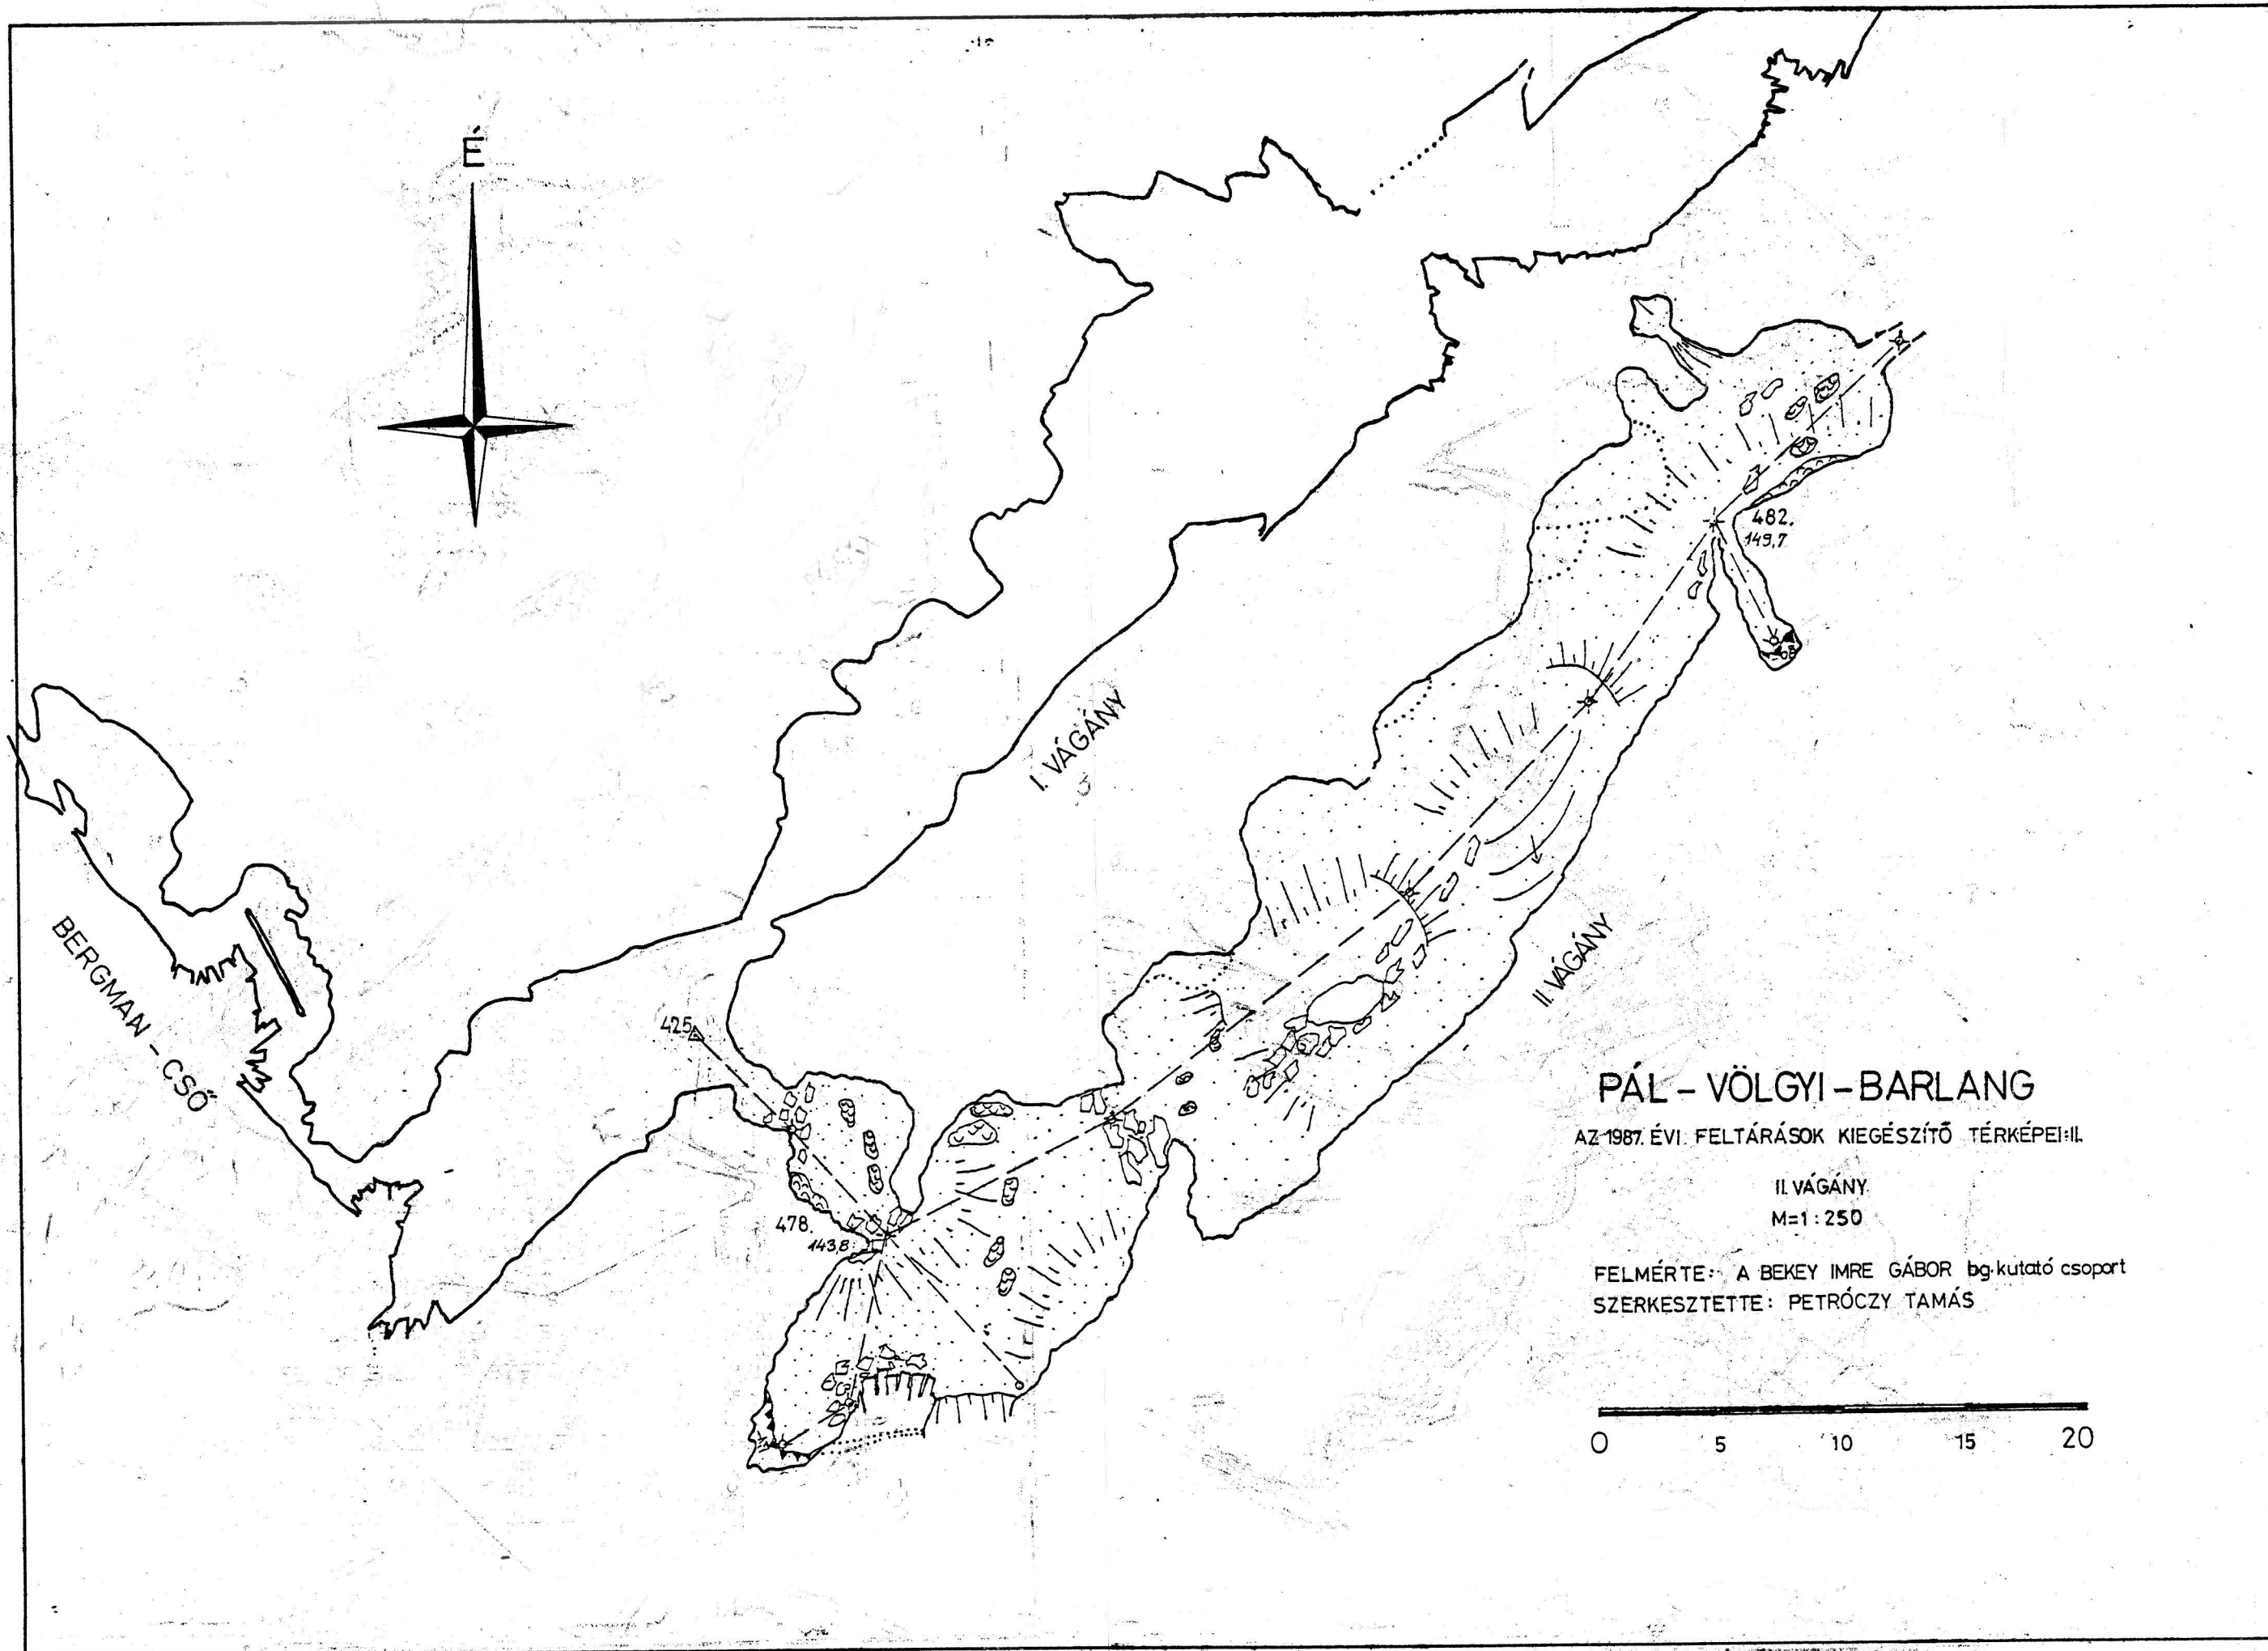 É
I. VÁGÁNY
BERGMAN - CSŐ
425
482.
149,7
II. VÁGÁNY
478.
143,8
PÁL - VÖLGYI - BARLANG
AZ 1987. ÉVI FELTÁRÁSOK KIEGÉSZÍTŐ TÉRKÉPEI: II.
II. VÁGÁNY
M=1:250
FELMÉRTE: A BEKEY IMRE GÁBOR bg. kutató csoport
SZERKESZTETTE: PETRÓCZY TAMÁS
0 5 10 15 20